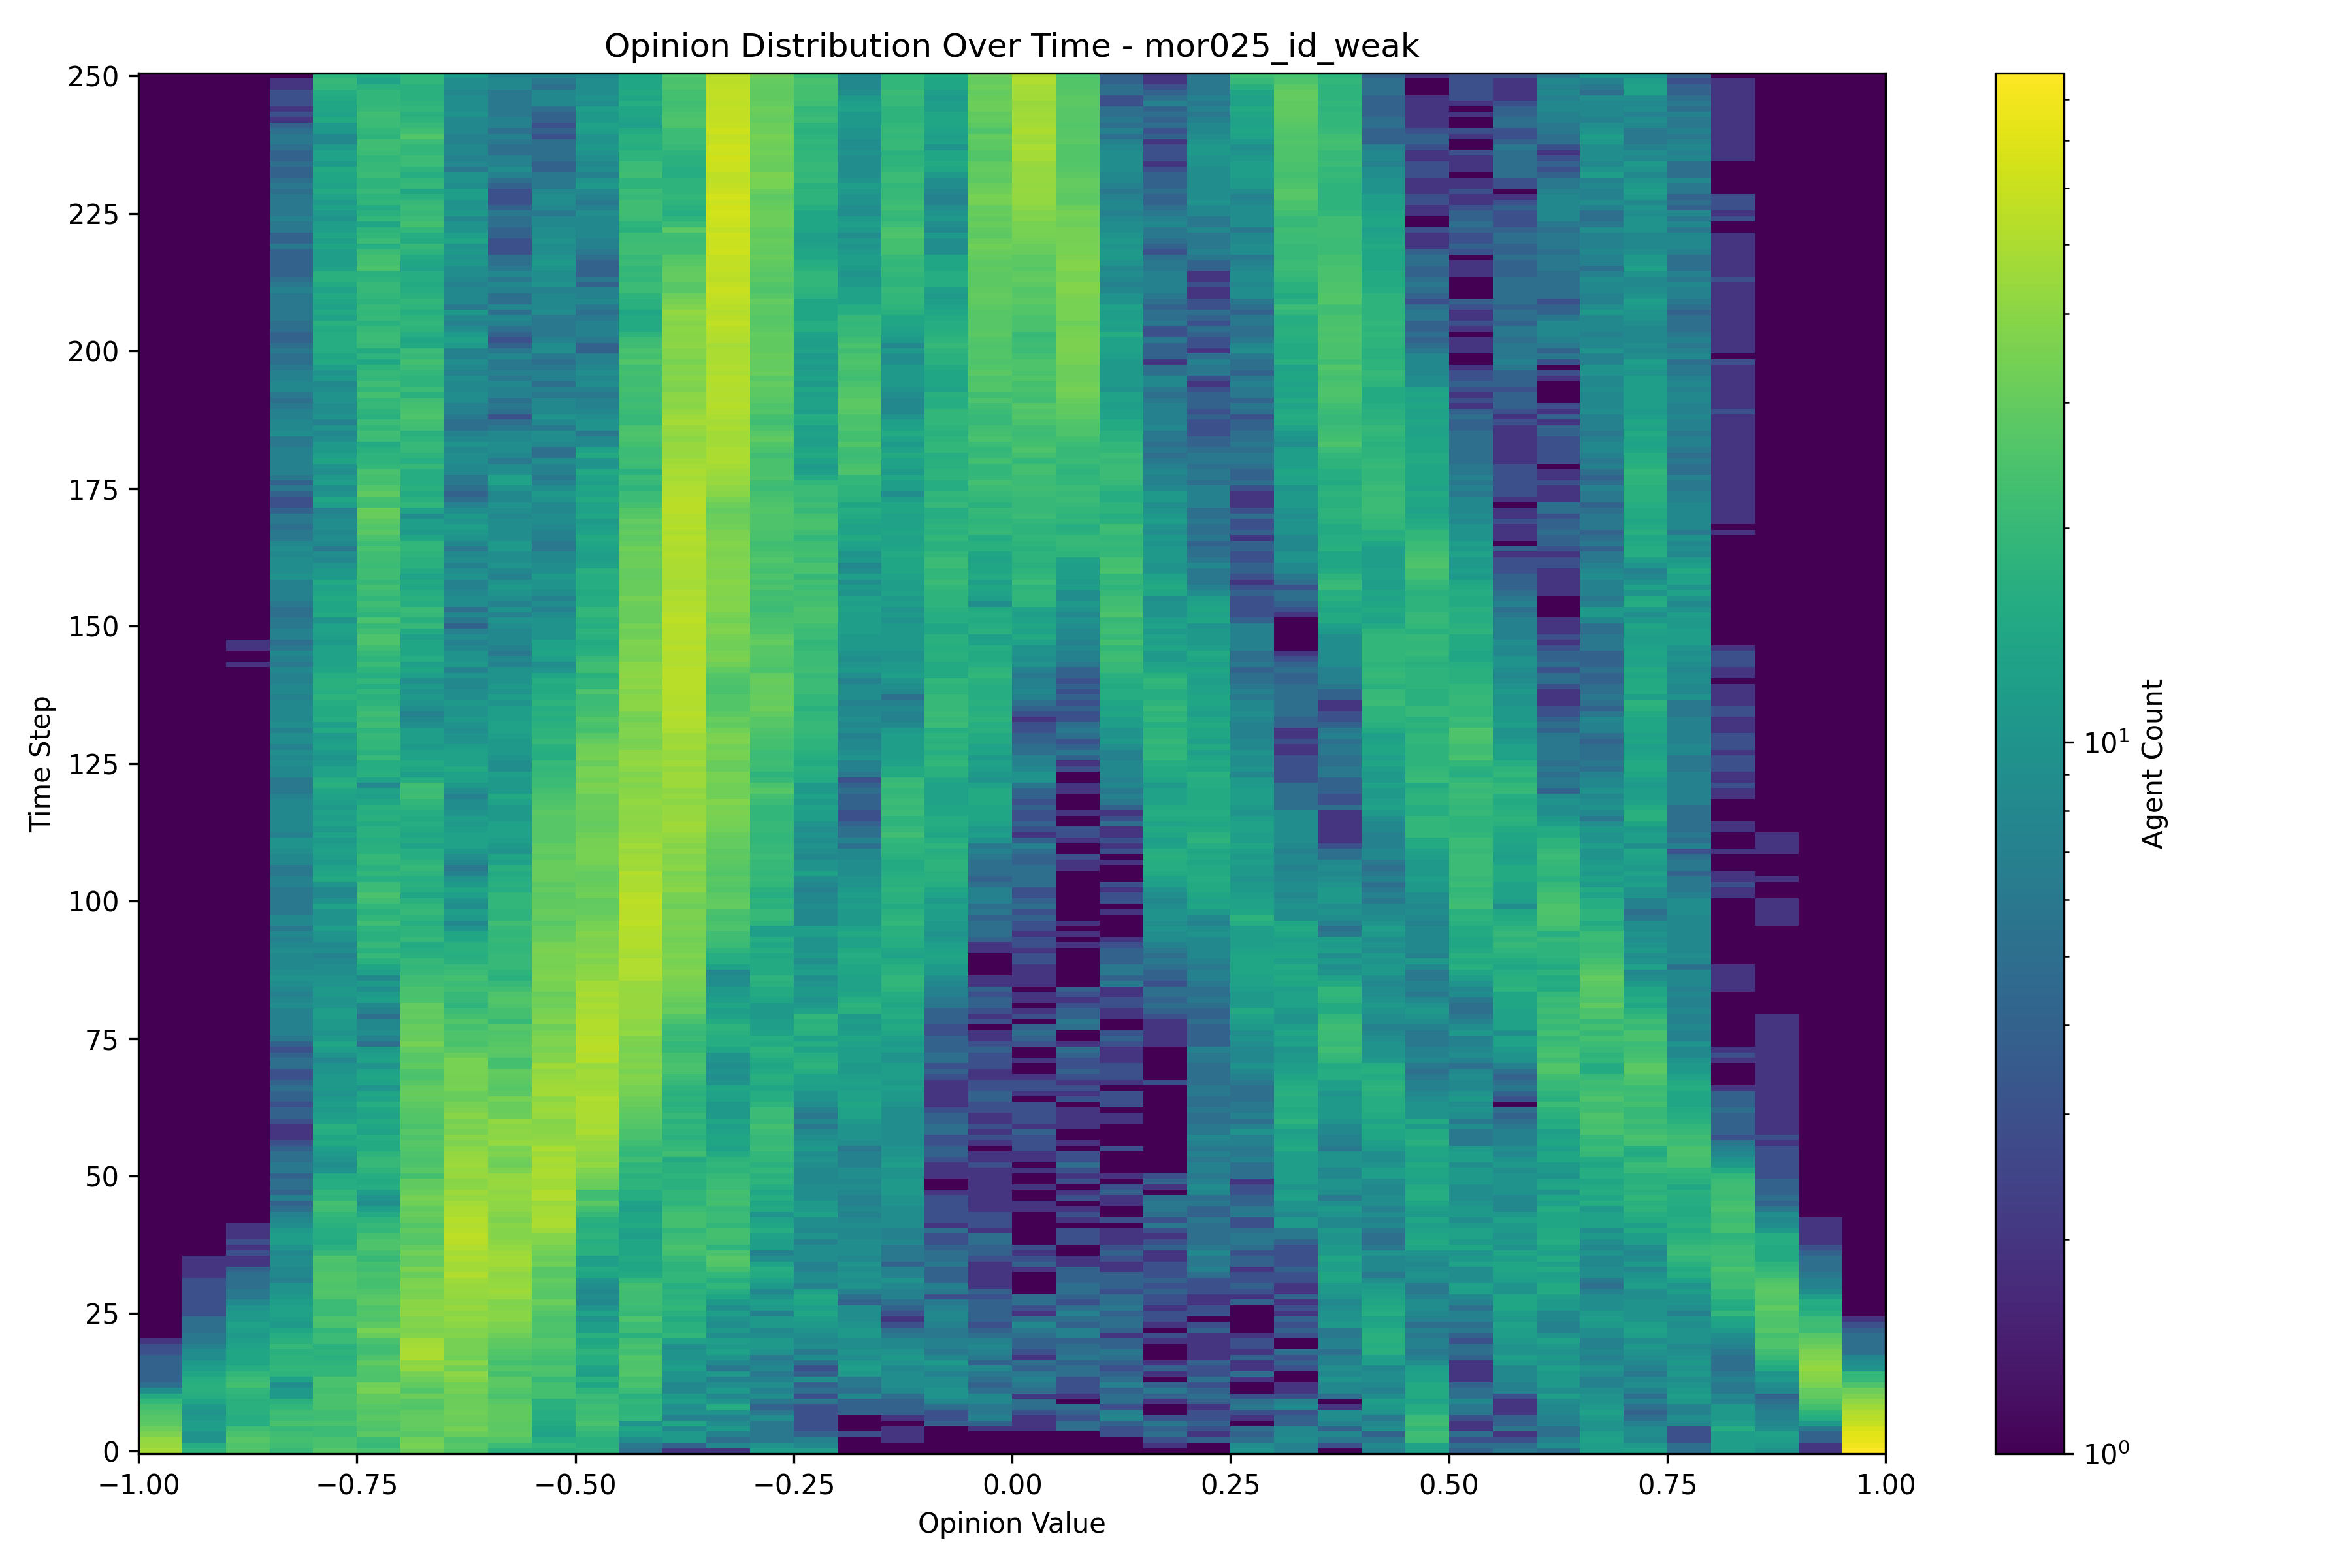 Opinion Distribution Over Time - mor025_id_weak
250
225
200
175
150
125
100
75
50
25
0
Time Step
−1.00 −0.75 −0.50 −0.25 0.00 0.25 0.50 0.75 1.00
Opinion Value
10¹
10⁰
Agent Count